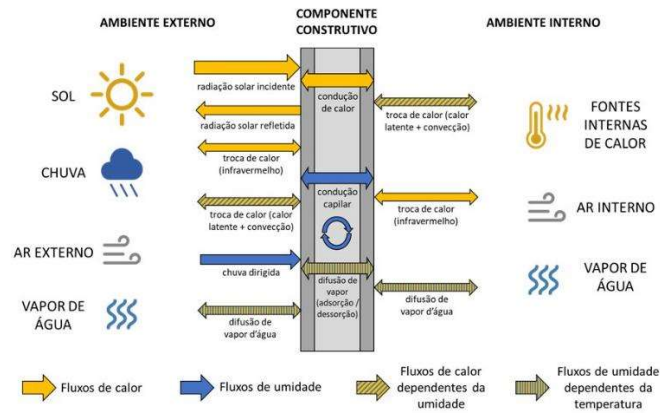 AMBIENTE EXTERNO
COMPONENTE
CONSTRUTIVO
AMBIENTE INTERNO
SOL
radiação solar incidente
radiação solar refletida
CHUVA
troca de calor
(infravermelho)
troca de calor (calor
latente + convecção)
AR EXTERNO
chuva dirigida
VAPOR DE
ÁGUA
difusão de
vapor d'água
condução
de calor
condução
capilar
difusão de
vapor
(adsorção /
dessorção)
troca de calor (calor
latente + convecção)
FONTES
INTERNAS
DE CALOR
troca de calor
(infravermelho)
AR INTERNO
VAPOR DE
ÁGUA
difusão de
vapor d'água
Fluxos de calor
Fluxos de umidade
Fluxos de calor
dependentes da
umidade
Fluxos de umidade
dependentes da
temperatura